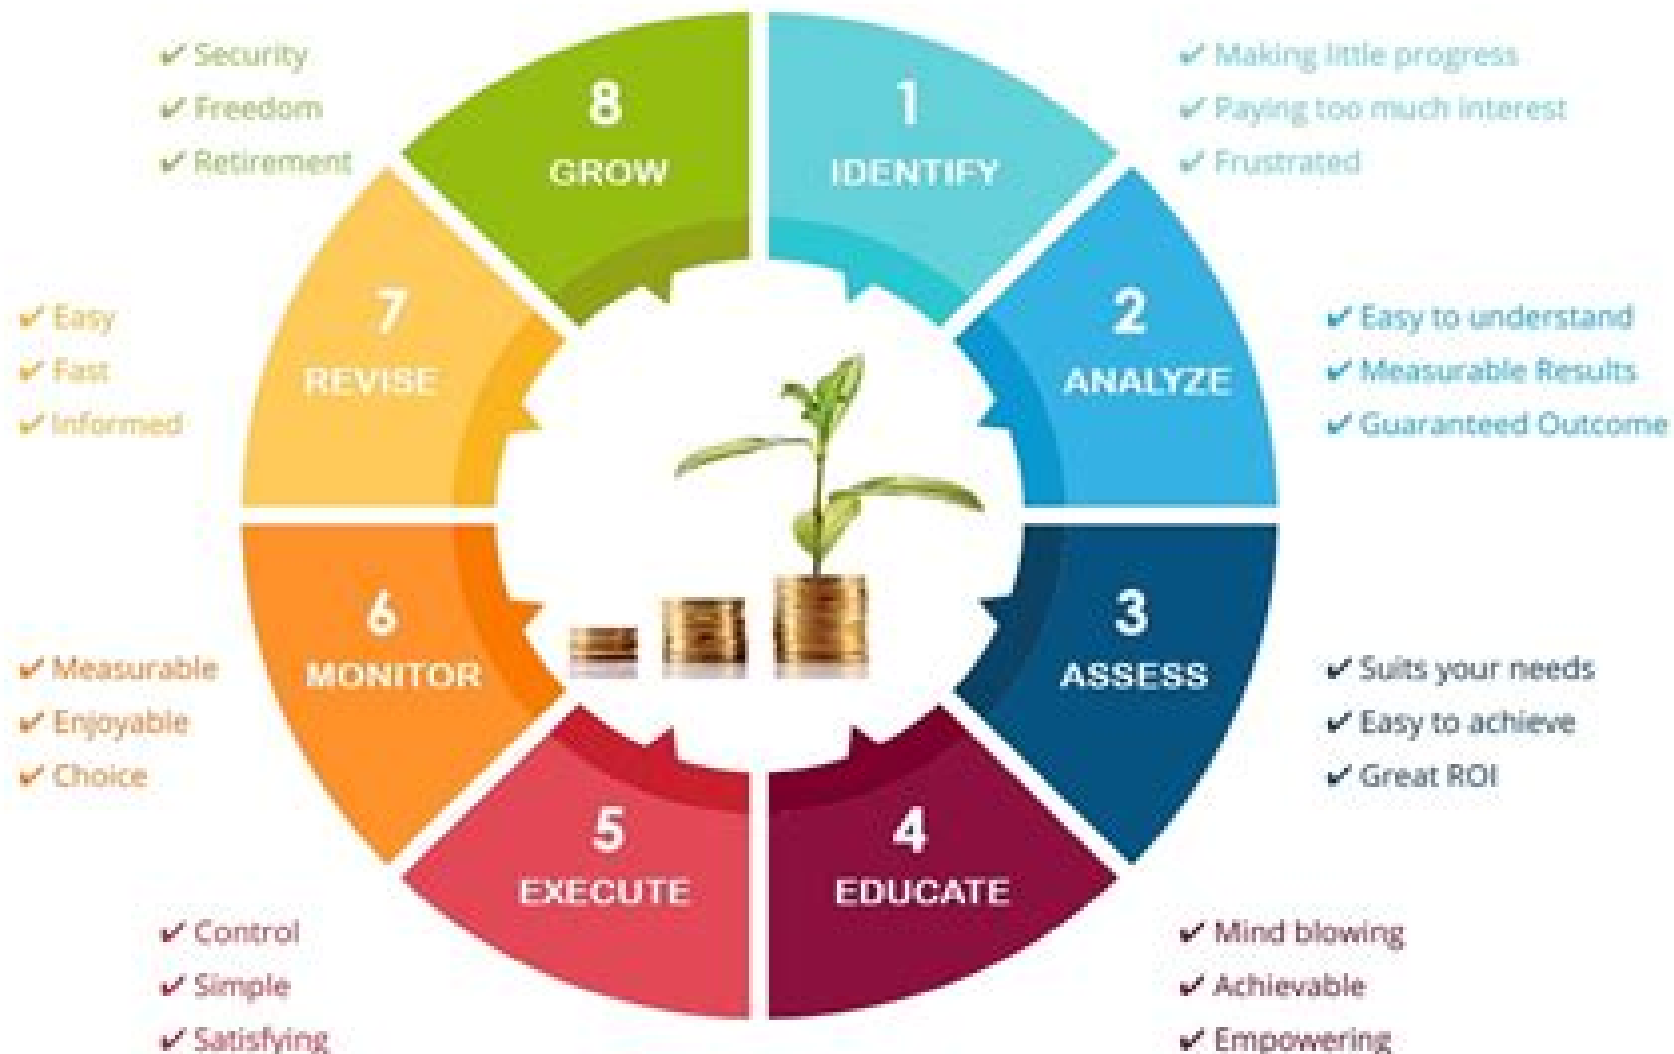 1
IDENTIFY
✔ Making little progress
✔ Paying too much interest
✔ Frustrated
2
ANALYZE
✔ Easy to understand
✔ Measurable Results
✔ Guaranteed Outcome
3
ASSESS
✔ Suits your needs
✔ Easy to achieve
✔ Great ROI
4
EDUCATE
✔ Mind blowing
✔ Achievable
✔ Empowering
5
EXECUTE
✔ Control
✔ Simple
✔ Satisfying
6
MONITOR
✔ Measurable
✔ Enjoyable
✔ Choice
7
REVISE
✔ Easy
✔ Fast
✔ Informed
8
GROW
✔ Security
✔ Freedom
✔ Retirement